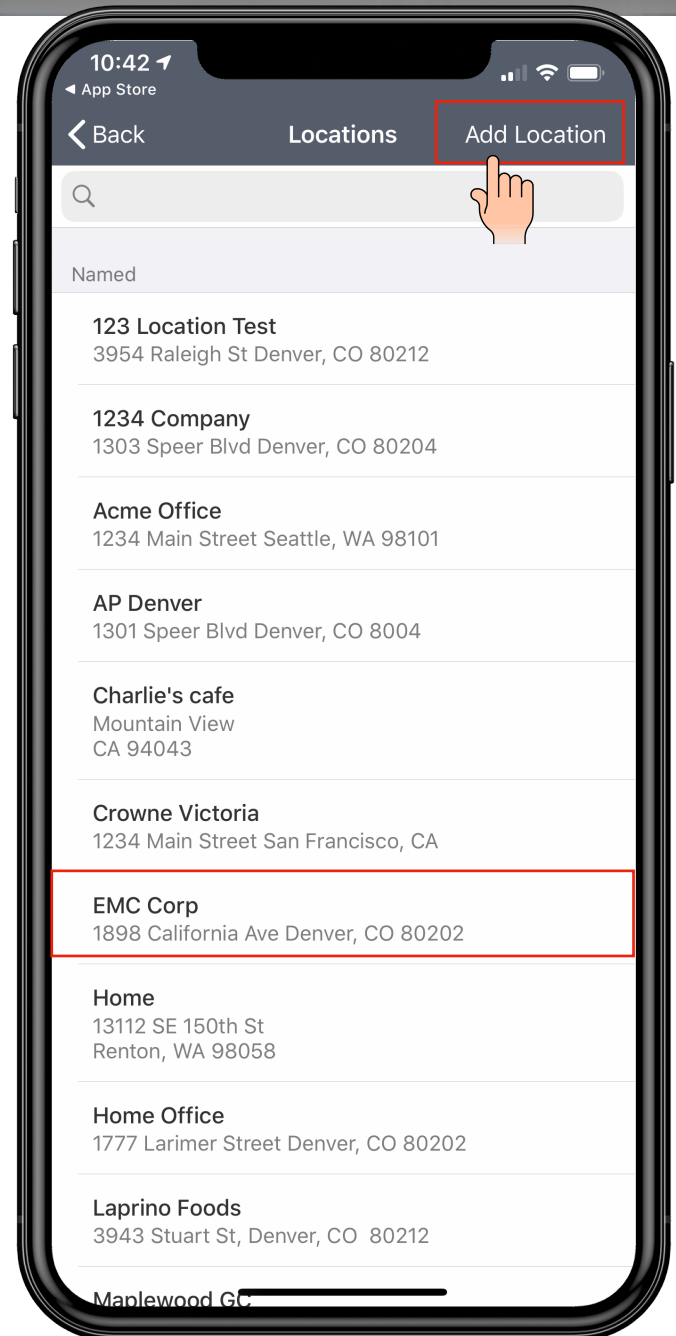 10:42
App Store
Back
Locations
Add Location
Named
123 Location Test
3954 Raleigh St Denver, CO 80212
1234 Company
1303 Speer Blvd Denver, CO 80204
Acme Office
1234 Main Street Seattle, WA 98101
AP Denver
1301 Speer Blvd Denver, CO 8004
Charlie's cafe
Mountain View
CA 94043
Crowne Victoria
1234 Main Street San Francisco, CA
EMC Corp
1898 California Ave Denver, CO 80202
Home
13112 SE 150th St
Renton, WA 98058
Home Office
1777 Larimer Street Denver, CO 80202
Laprino Foods
3943 Stuart St, Denver, CO  80212
Maplewood GC